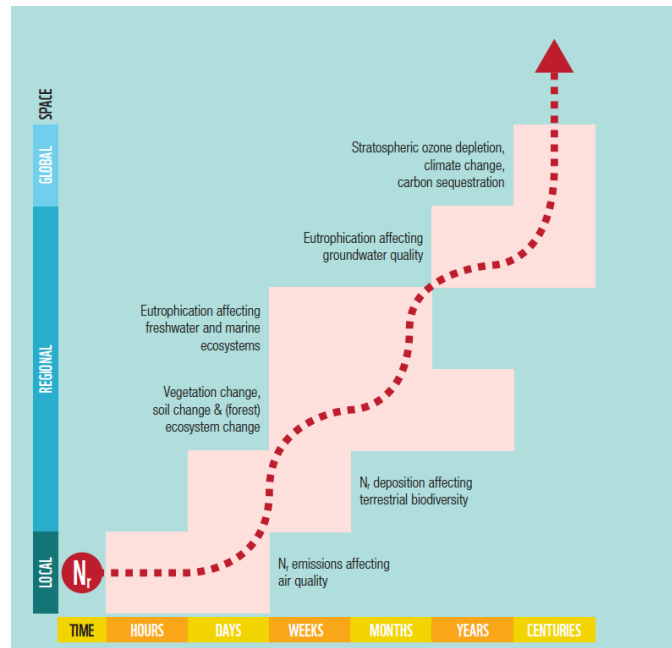 SPACE
GLOBAL
REGIONAL
LOCAL
Stratospheric ozone depletion,
climate change,
carbon sequestration
Eutrophication affecting
groundwater quality
Eutrophication affecting
freshwater and marine
ecosystems
Vegetation change,
soil change & (forest)
ecosystem change
Nr deposition affecting
terrestrial biodiversity
Nr emissions affecting
air quality
Nr
TIME HOURS DAYS WEEKS MONTHS YEARS CENTURIES